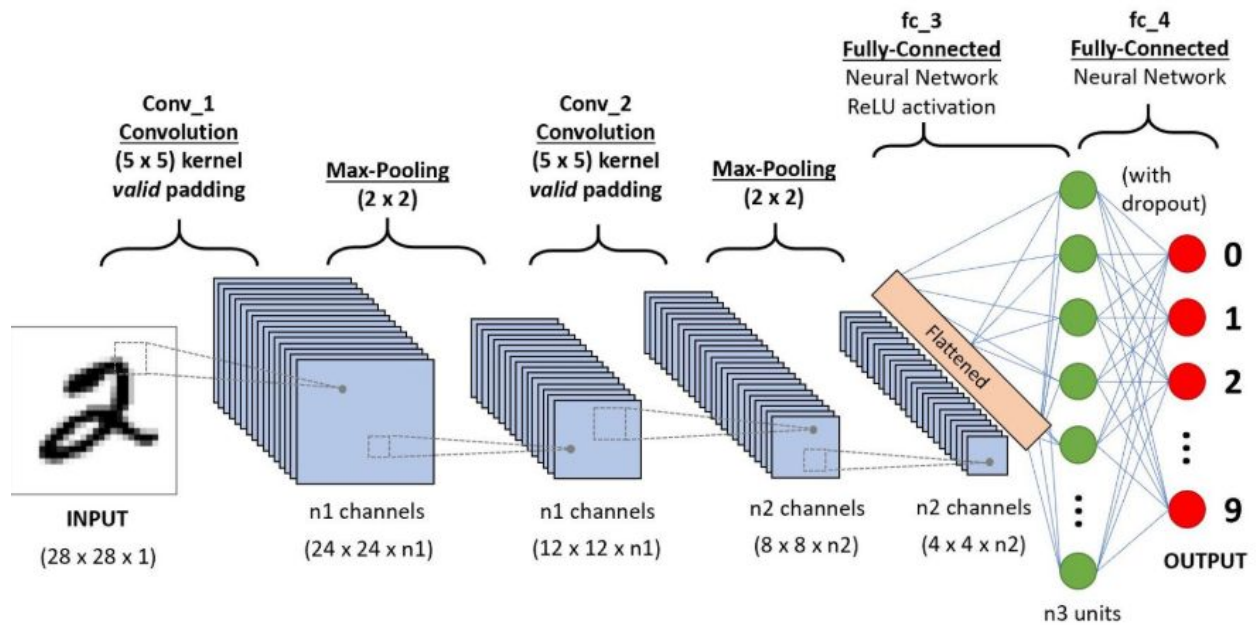 fc_3
Fully-Connected
Neural Network
ReLU activation
fc_4
Fully-Connected
Neural Network
Conv_1
Convolution
(5 x 5) kernel
valid padding
Max-Pooling
(2 x 2)
Conv_2
Convolution
(5 x 5) kernel
valid padding
Max-Pooling
(2 x 2)
(with
dropout)
Flattened
0
1
2
9
INPUT
(28 x 28 x 1)
n1 channels
(24 x 24 x n1)
n1 channels
(12 x 12 x n1)
n2 channels
(8 x 8 x n2)
n2 channels
(4 x 4 x n2)
OUTPUT
n3 units
2